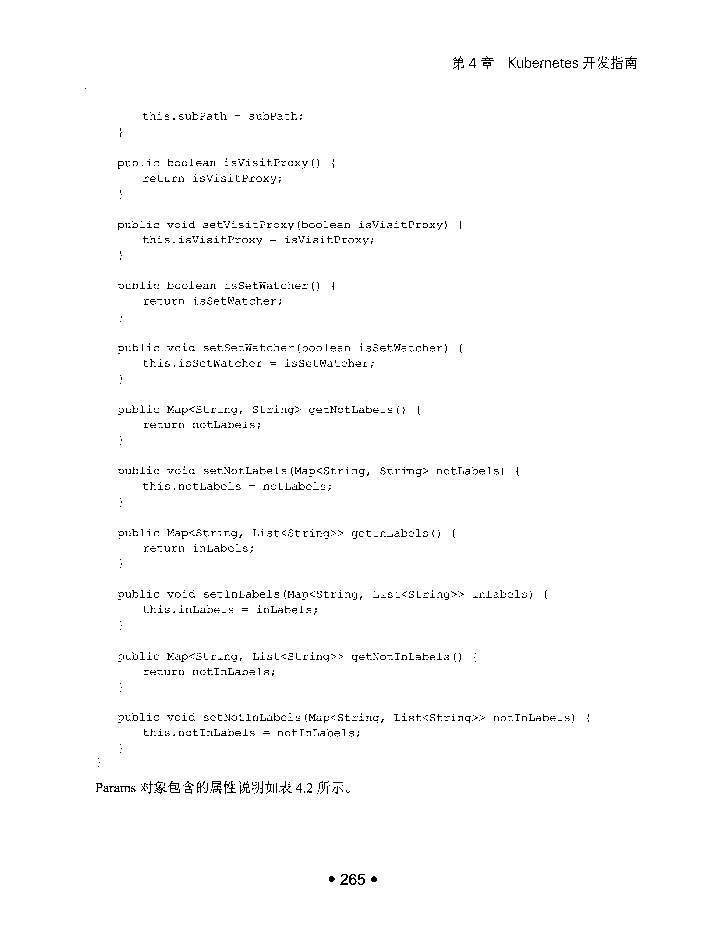 第 4 章 Kubernetes 开发指南
this.subPath = subPath;
}
public boolean isVisitProxy() {
return isVisitProxy;
}
public void setVisitProxy(boolean isVisitProxy) {
this.isVisitProxy = isVisitProxy;
}
public boolean isSetWatcher() {
return isSetWatcher;
}
public void setSetWatcher(boolean isSetWatcher) {
this.isSetWatcher = isSetWatcher;
}
public Map<String, String> getNotLabels() {
return notLabels;
}
public void setNotLabels(Map<String, String> notLabels) {
this.notLabels = notLabels;
}
public Map<String, List<String>> getInLabels() {
return inLabels;
}
public void setInLabels(Map<String, List<String>> inLabels) {
this.inLabels = inLabels;
}
public Map<String, List<String>> getNotInLabels() {
return notInLabels;
}
public void setNotInLabels(Map<String, List<String>> notInLabels) {
this.notInLabels = notInLabels;
}
}
Params 对象包含的属性说明如表 4.2 所示。
• 265 •